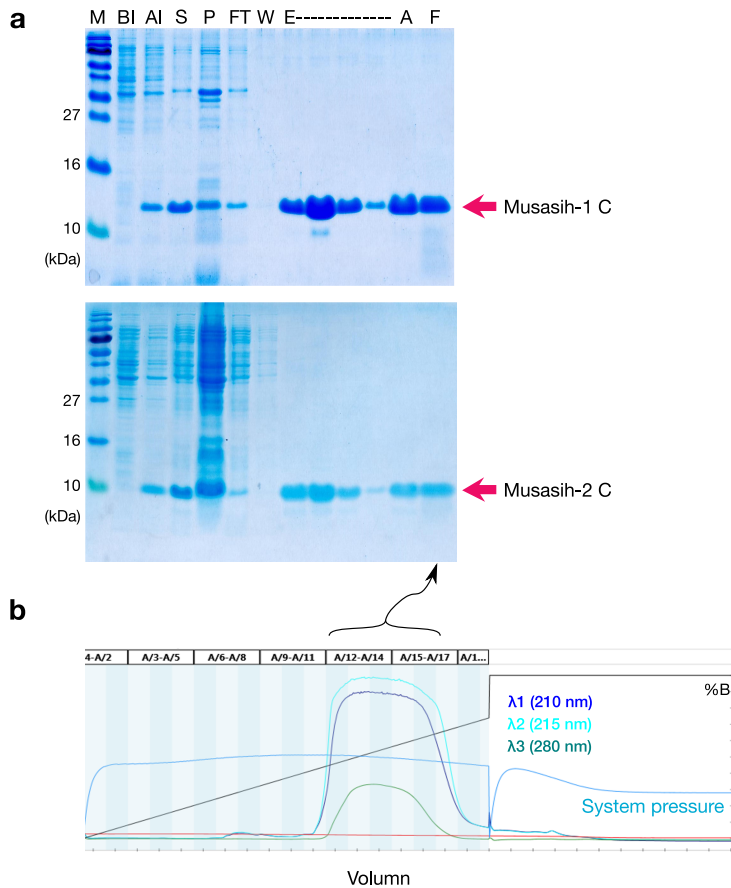 a
M BI AI S P FT W E------------- A F
27
16
10
(kDa)
Musasih-1 C
27
16
10
(kDa)
Musasih-2 C
b
4-A/2 A/3-A/5 A/6-A/8 A/9-A/11 A/12-A/14 A/15-A/17 A/1...
%B
λ1 (210 nm)
λ2 (215 nm)
λ3 (280 nm)
System pressure
Volumn